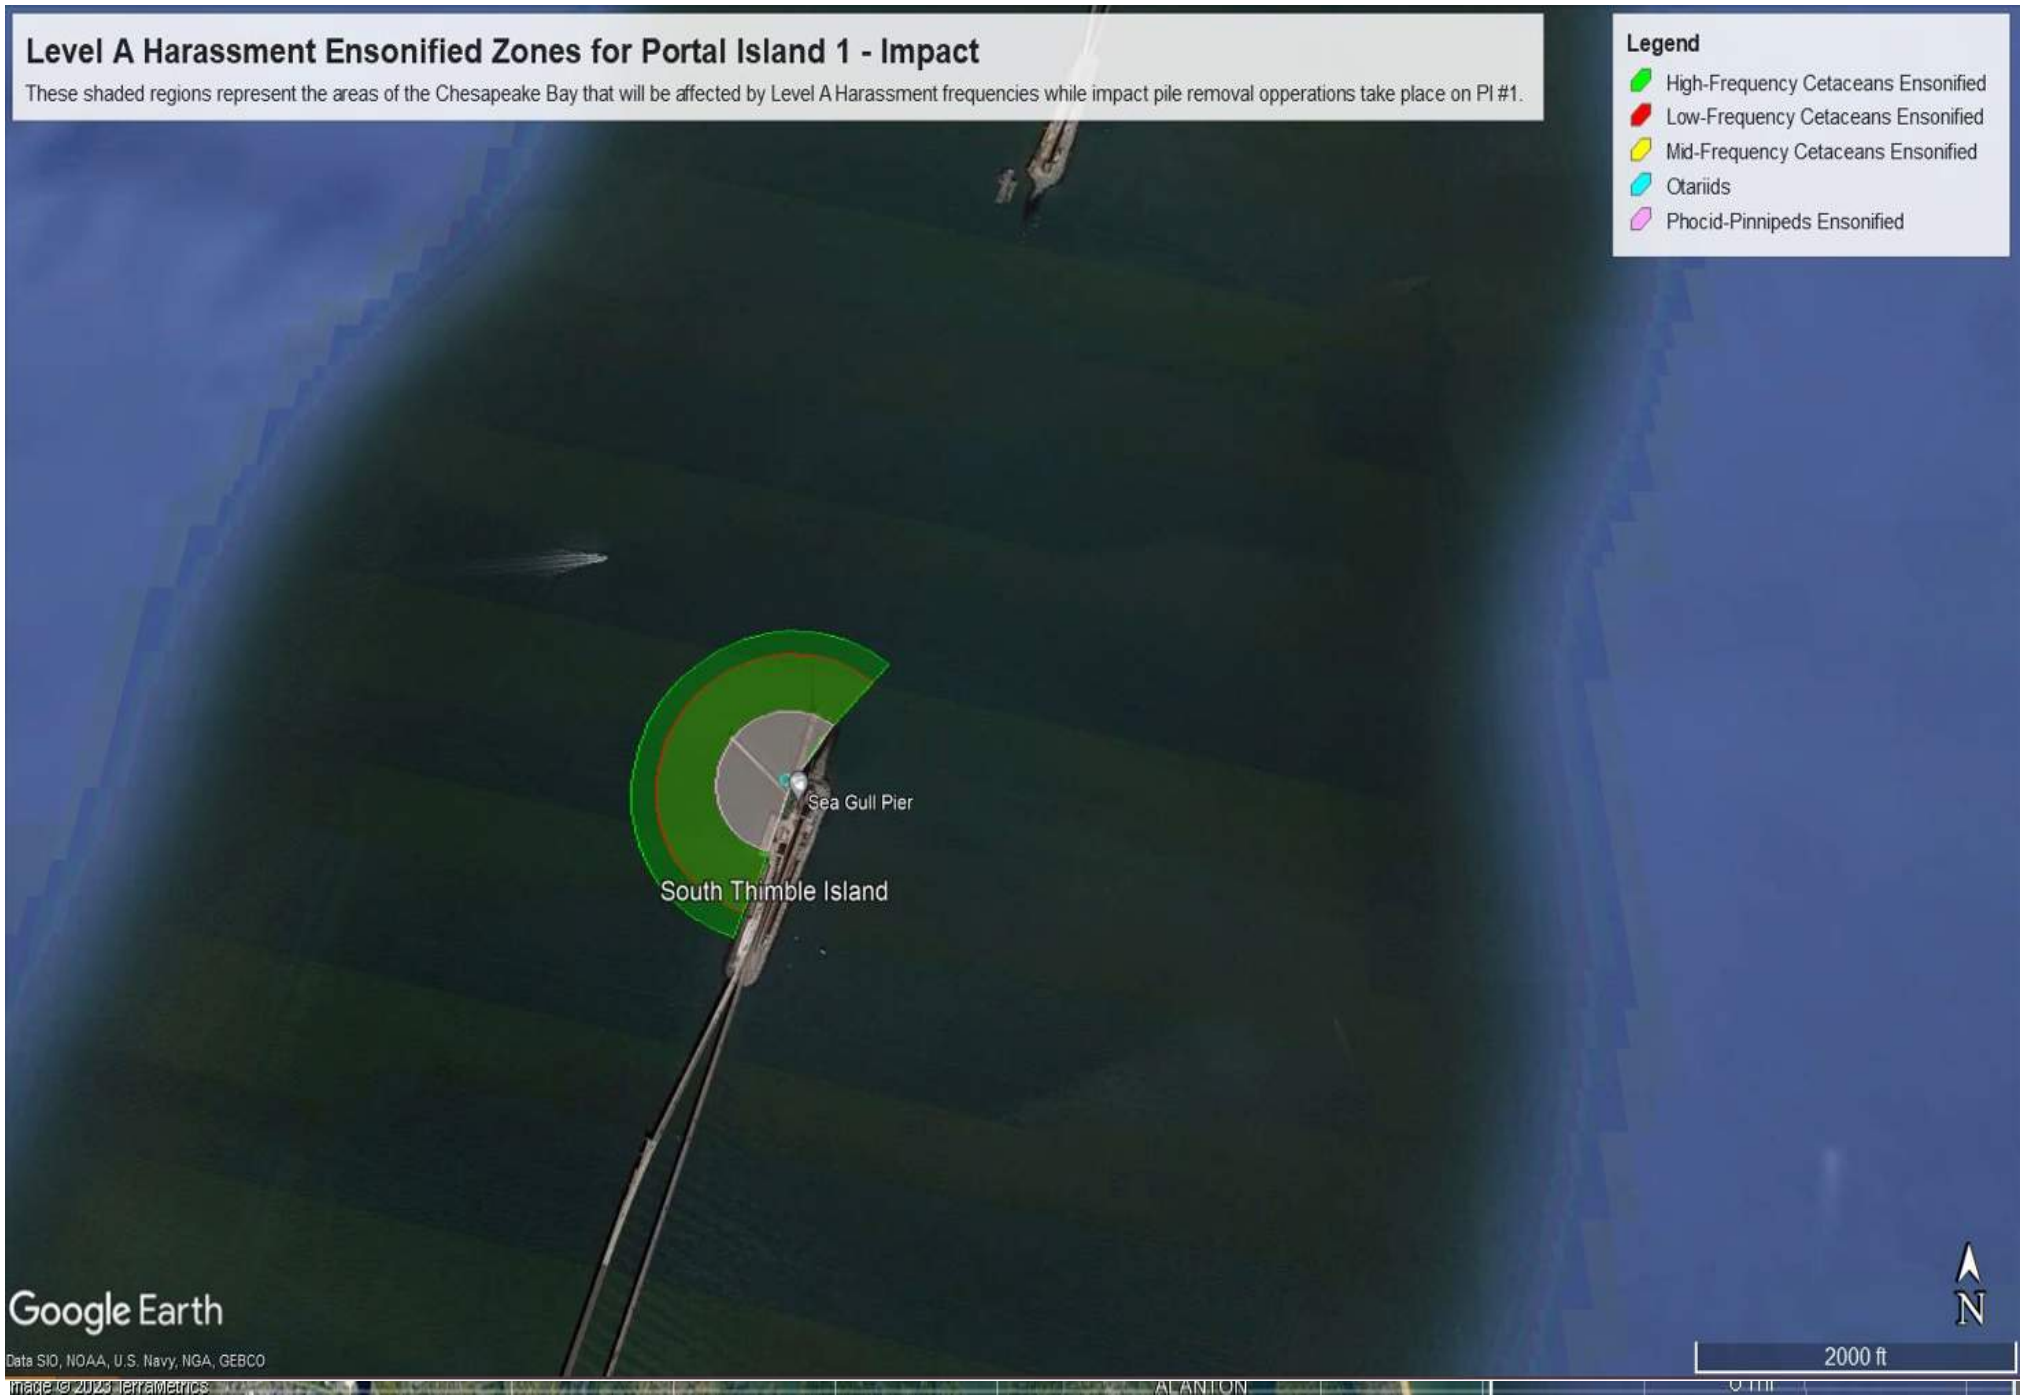 Level A Harassment Ensonified Zones for Portal Island 1 - Impact
These shaded regions represent the areas of the Chesapeake Bay that will be affected by Level A Harassment frequencies while impact pile removal opperations take place on PI #1.
Legend
High-Frequency Cetaceans Ensonified
Low-Frequency Cetaceans Ensonified
Mid-Frequency Cetaceans Ensonified
Otariids
Phocid-Pinnipeds Ensonified
Sea Gull Pier
South Thimble Island
Google Earth
N
Data SIO, NOAA, U.S. Navy, NGA, GEBCO
2000 ft
Image © 2023 TerraMetrics
ALANTON